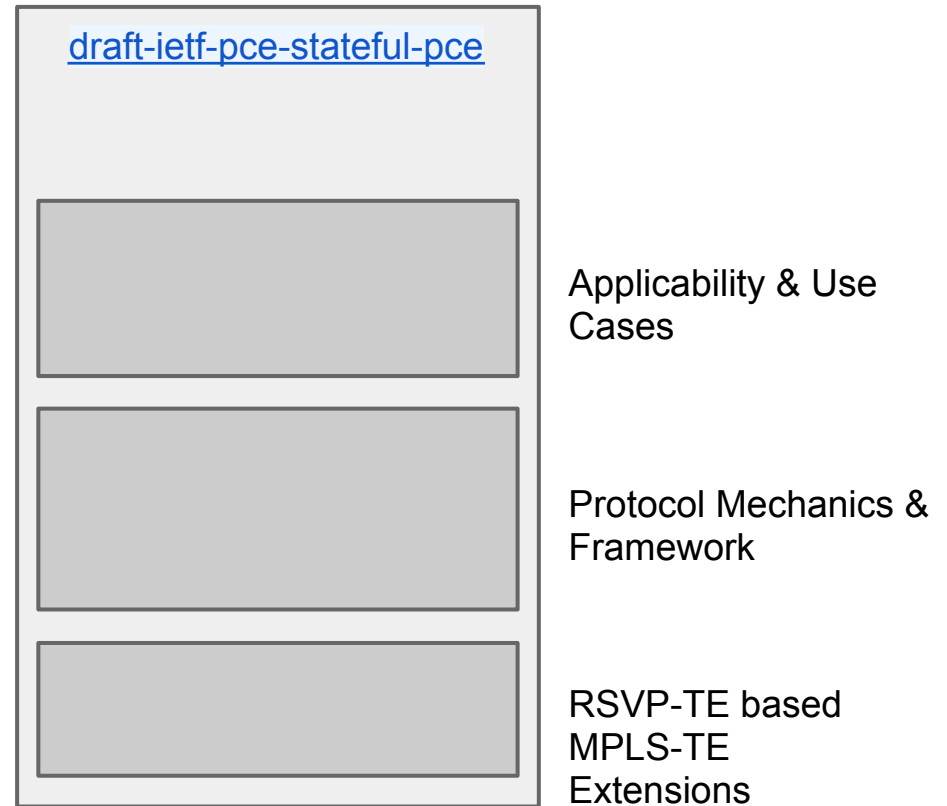 draft-ietf-pce-stateful-pce
Applicability & Use
Cases
Protocol Mechanics &
Framework
RSVP-TE based
MPLS-TE
Extensions